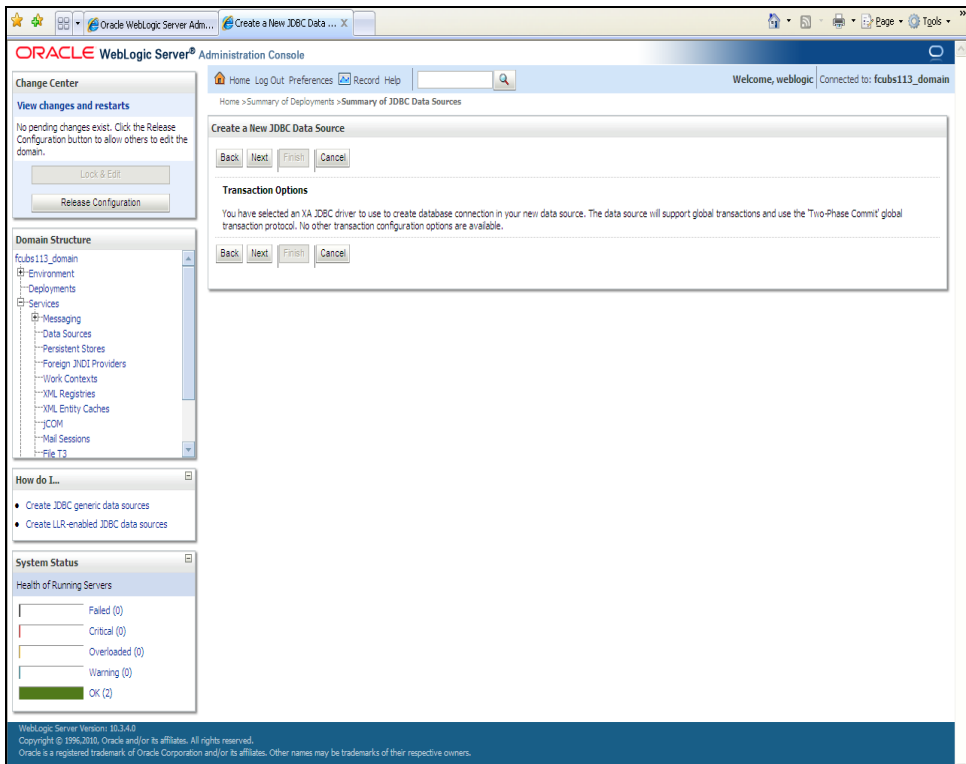 Oracle WebLogic Server Adm...
Create a New JDBC Data ... X
Page
Tools
»
ORACLE WebLogic Server® Administration Console
Change Center
View changes and restarts
No pending changes exist. Click the Release
Configuration button to allow others to edit the
domain.
Lock & Edit
Release Configuration
Domain Structure
fcubs113_domain
Environment
Deployments
Services
Messaging
Data Sources
Persistent Stores
Foreign JNDI Providers
Work Contexts
XML Registries
XML Entity Caches
jCOM
Mail Sessions
File T3
How do I...
Create JDBC generic data sources
Create LLR-enabled JDBC data sources
System Status
Health of Running Servers
Failed (0)
Critical (0)
Overloaded (0)
Warning (0)
OK (2)
Home Log Out Preferences Record Help
Welcome, weblogic Connected to: fcubs113_domain
Home >Summary of Deployments >Summary of JDBC Data Sources
Create a New JDBC Data Source
Back Next Finish Cancel
Transaction Options
You have selected an XA JDBC driver to use to create database connection in your new data source. The data source will support global transactions and use the 'Two-Phase Commit' global
transaction protocol. No other transaction configuration options are available.
Back Next Finish Cancel
WebLogic Server Version: 10.3.4.0
Copyright © 1996,2010, Oracle and/or its affiliates. All rights reserved.
Oracle is a registered trademark of Oracle Corporation and/or its affiliates. Other names may be trademarks of their respective owners.